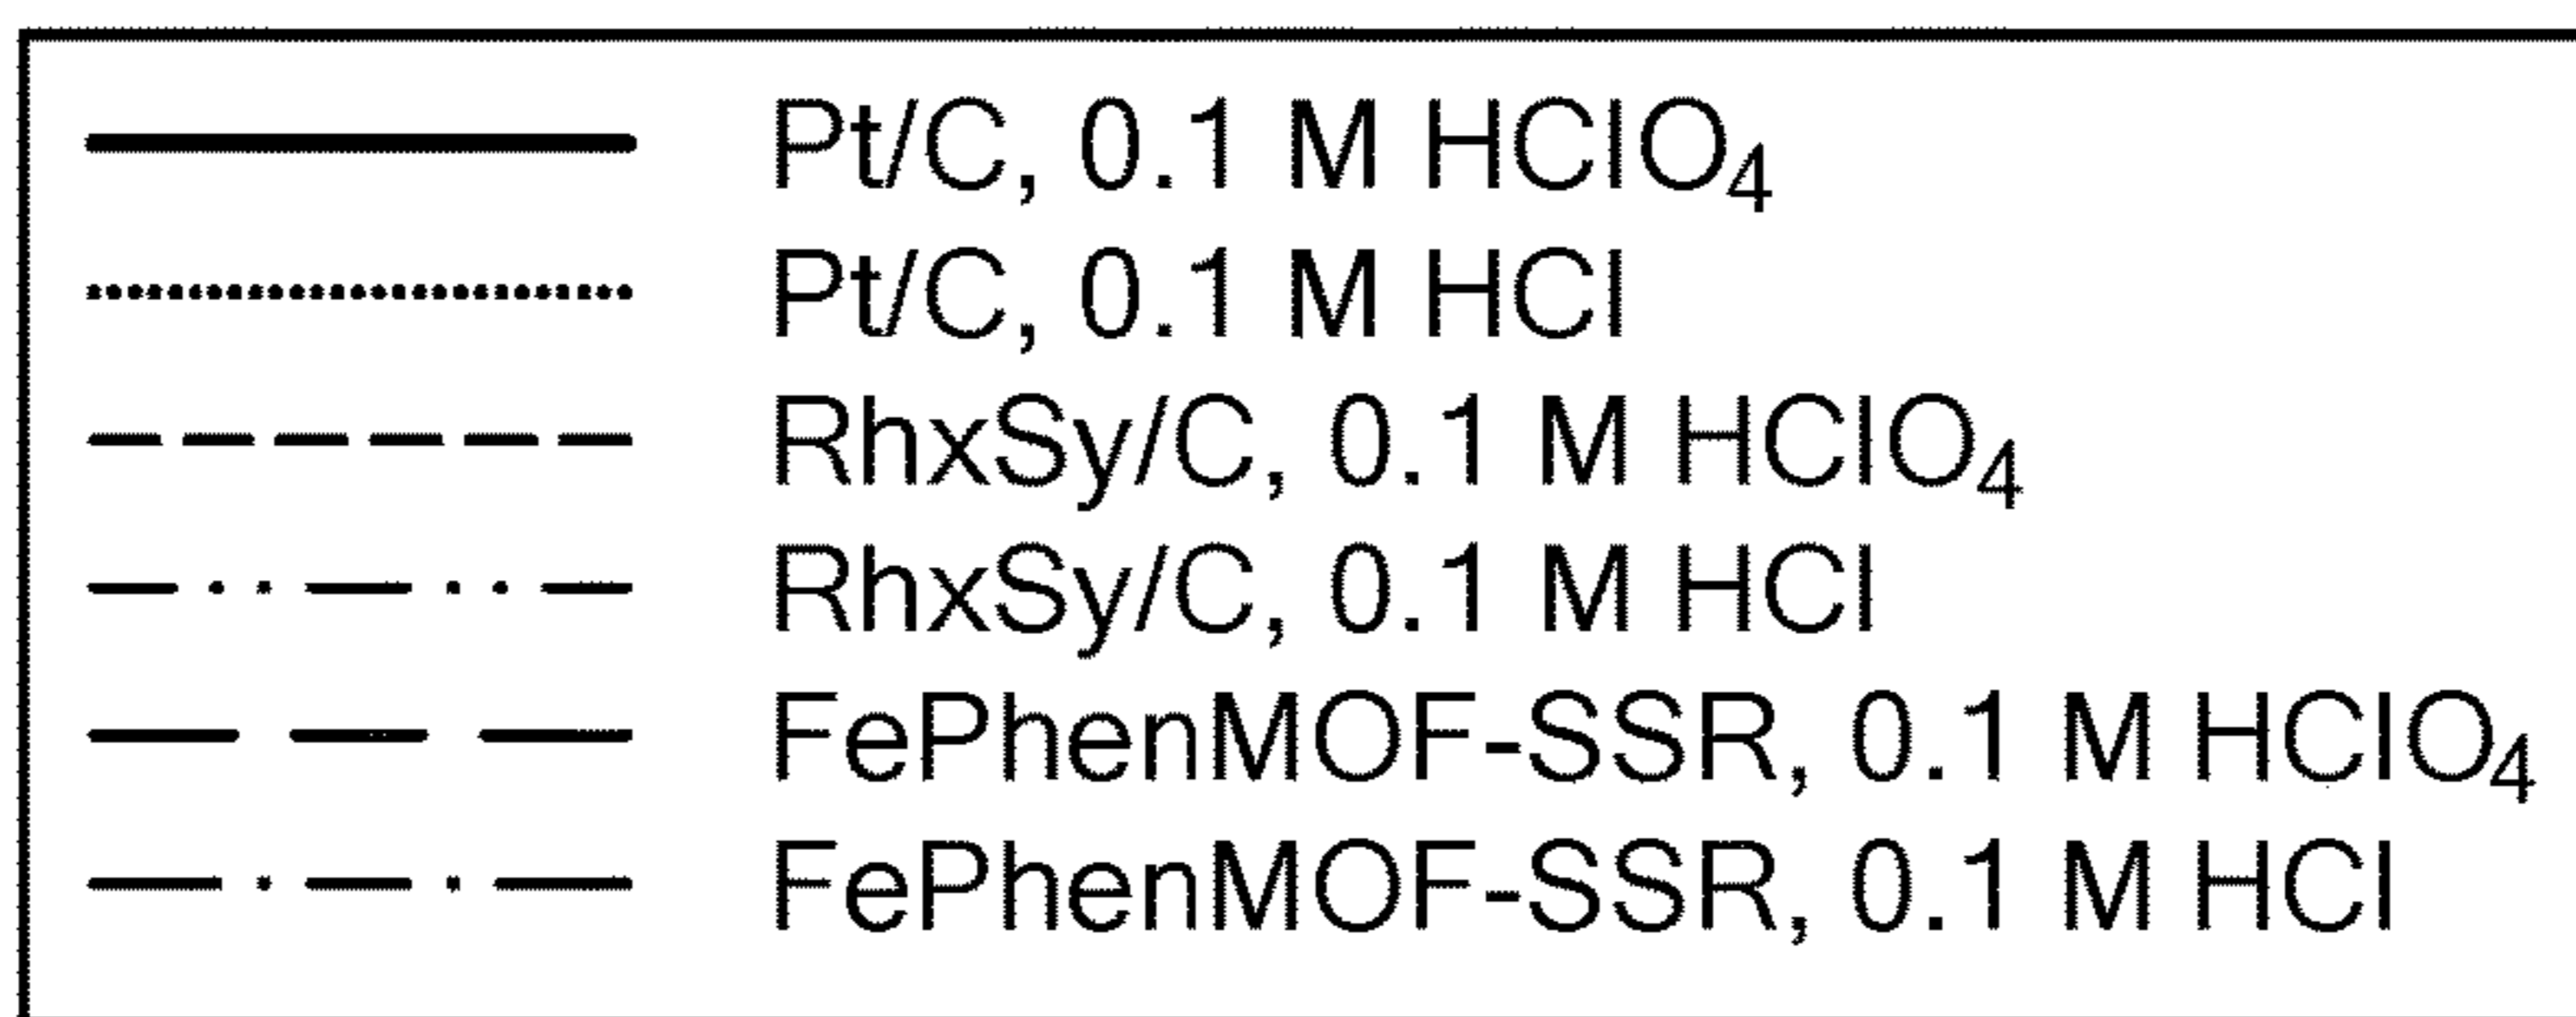 Pt/C, 0.1 M HClO₄
Pt/C, 0.1 M HCl
RhxSy/C, 0.1 M HClO₄
RhxSy/C, 0.1 M HCl
FePhenMOF-SSR, 0.1 M HClO₄
FePhenMOF-SSR, 0.1 M HCl